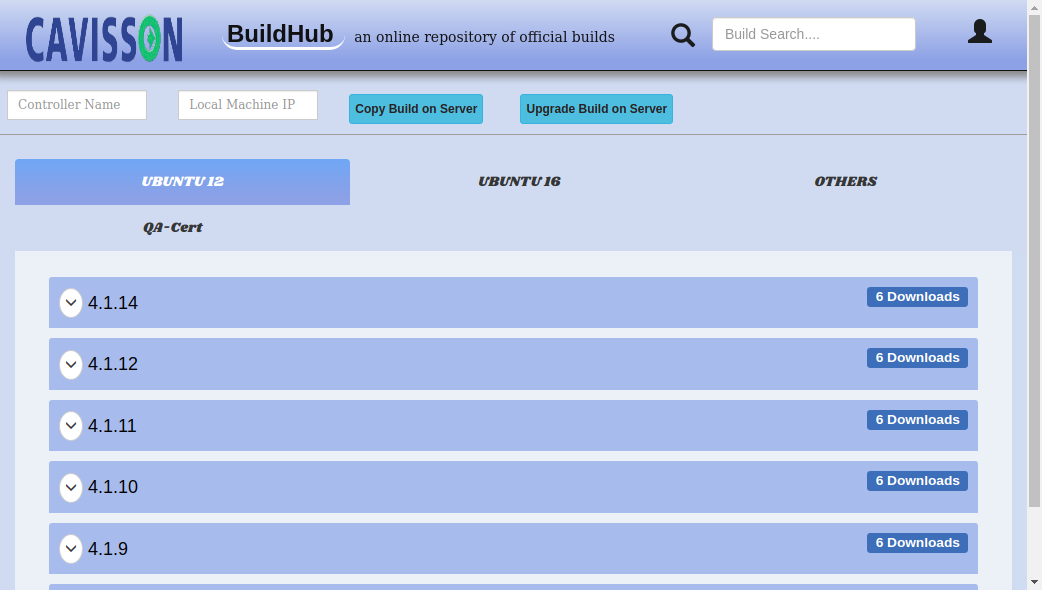 CAVISSON
BuildHub an online repository of official builds
Build Search....
Controller Name
Local Machine IP
Copy Build on Server
Upgrade Build on Server
UBUNTU 12
UBUNTU 16
OTHERS
QA-Cert
4.1.14
6 Downloads
4.1.12
6 Downloads
4.1.11
6 Downloads
4.1.10
6 Downloads
4.1.9
6 Downloads